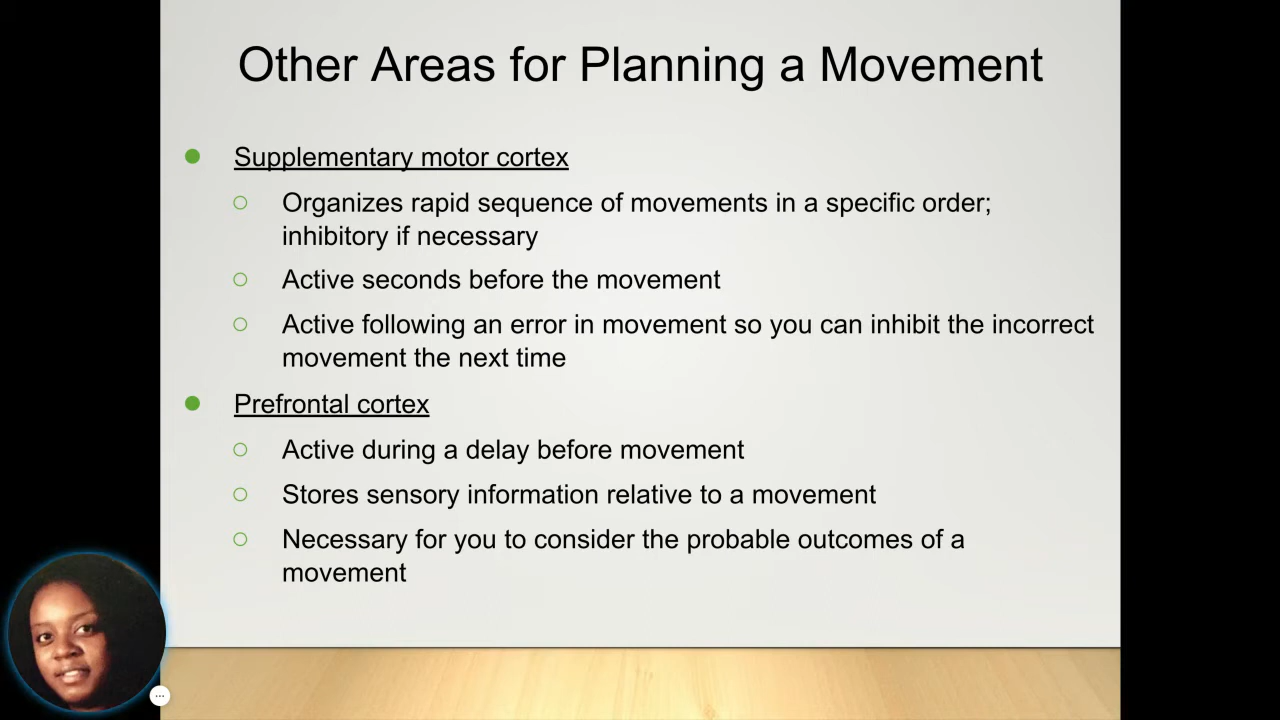 Other Areas for Planning a Movement
Supplementary motor cortex
Organizes rapid sequence of movements in a specific order;
inhibitory if necessary
Active seconds before the movement
Active following an error in movement so you can inhibit the incorrect
movement the next time
Prefrontal cortex
Active during a delay before movement
Stores sensory information relative to a movement
Necessary for you to consider the probable outcomes of a
movement